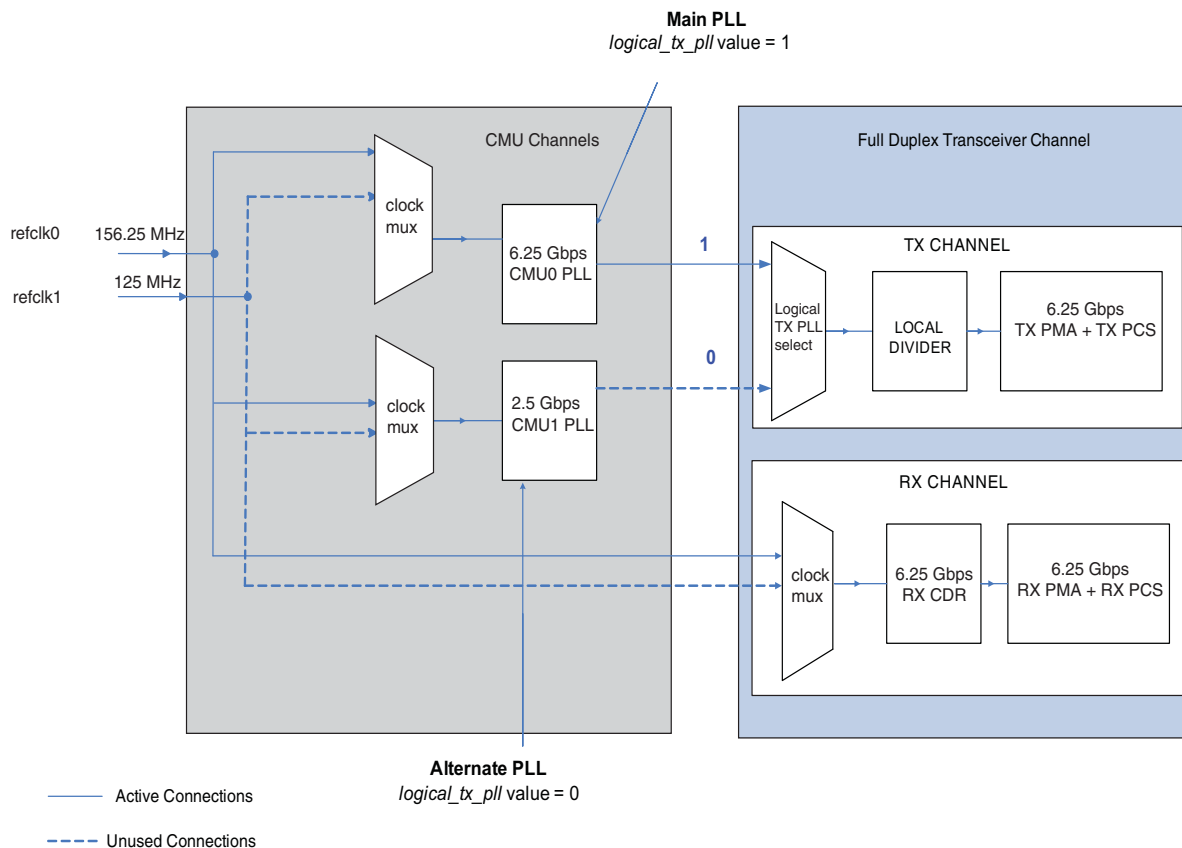 Main PLL
logical_tx_pll value = 1
CMU Channels
Full Duplex Transceiver Channel
refclk0
156.25 MHz
refclk1
125 MHz
clock
mux
6.25 Gbps
CMU0 PLL
1
TX CHANNEL
Logical
TX PLL
select
LOCAL
DIVIDER
6.25 Gbps
TX PMA + TX PCS
clock
mux
2.5 Gbps
CMU1 PLL
0
RX CHANNEL
clock
mux
6.25 Gbps
RX CDR
6.25 Gbps
RX PMA + RX PCS
Alternate PLL
logical_tx_pll value = 0
Active Connections
Unused Connections